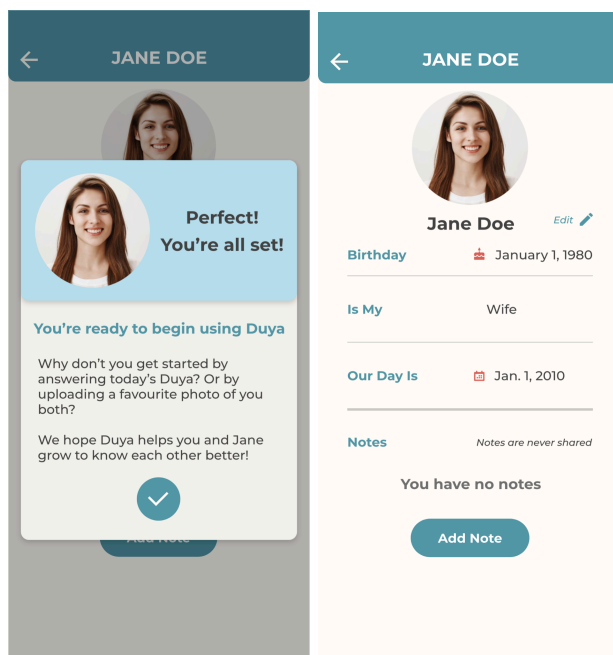 JANE DOE
Perfect!
You're all set!
You're ready to begin using Duya
Why don't you get started by
answering today's Duya? Or by
uploading a favourite photo of you
both?
We hope Duya helps you and Jane
grow to know each other better!
Add Note
JANE DOE
Jane Doe
Edit
Birthday
January 1, 1980
Is My
Wife
Our Day Is
Jan. 1, 2010
Notes
Notes are never shared
You have no notes
Add Note